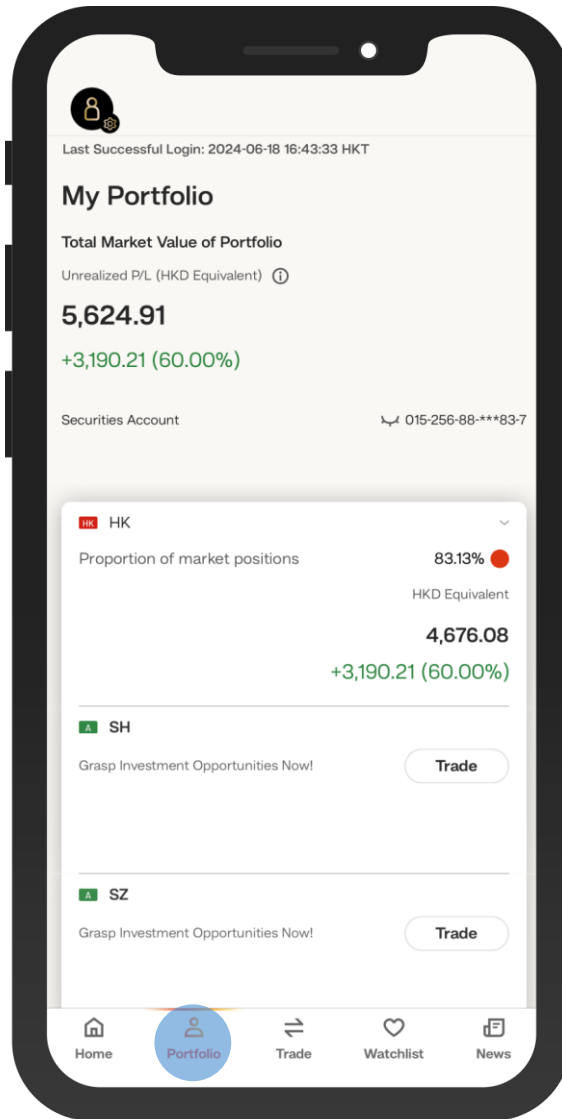 Last Successful Login: 2024-06-18 16:43:33 HKT
My Portfolio
Total Market Value of Portfolio
Unrealized P/L (HKD Equivalent)
5,624.91
+3,190.21 (60.00%)
Securities Account 015-256-88-***83-7
HK HK
Proportion of market positions 83.13%
HKD Equivalent
4,676.08
+3,190.21 (60.00%)
A SH
Grasp Investment Opportunities Now! Trade
A SZ
Grasp Investment Opportunities Now! Trade
Home Portfolio Trade Watchlist News